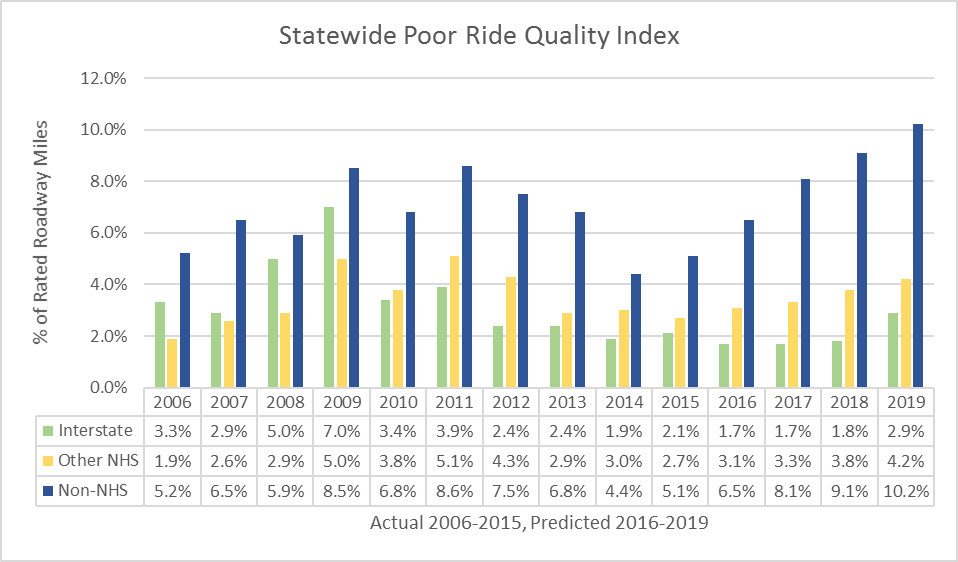 Statewide Poor Ride Quality Index
% of Rated Roadway Miles
12.0%
10.0%
8.0%
6.0%
4.0%
2.0%
0.0%
2006 2007 2008 2009 2010 2011 2012 2013 2014 2015 2016 2017 2018 2019
Interstate 3.3% 2.9% 5.0% 7.0% 3.4% 3.9% 2.4% 2.4% 1.9% 2.1% 1.7% 1.7% 1.8% 2.9%
Other NHS 1.9% 2.6% 2.9% 5.0% 3.8% 5.1% 4.3% 2.9% 3.0% 2.7% 3.1% 3.3% 3.8% 4.2%
Non-NHS 5.2% 6.5% 5.9% 8.5% 6.8% 8.6% 7.5% 6.8% 4.4% 5.1% 6.5% 8.1% 9.1% 10.2%
Actual 2006-2015, Predicted 2016-2019